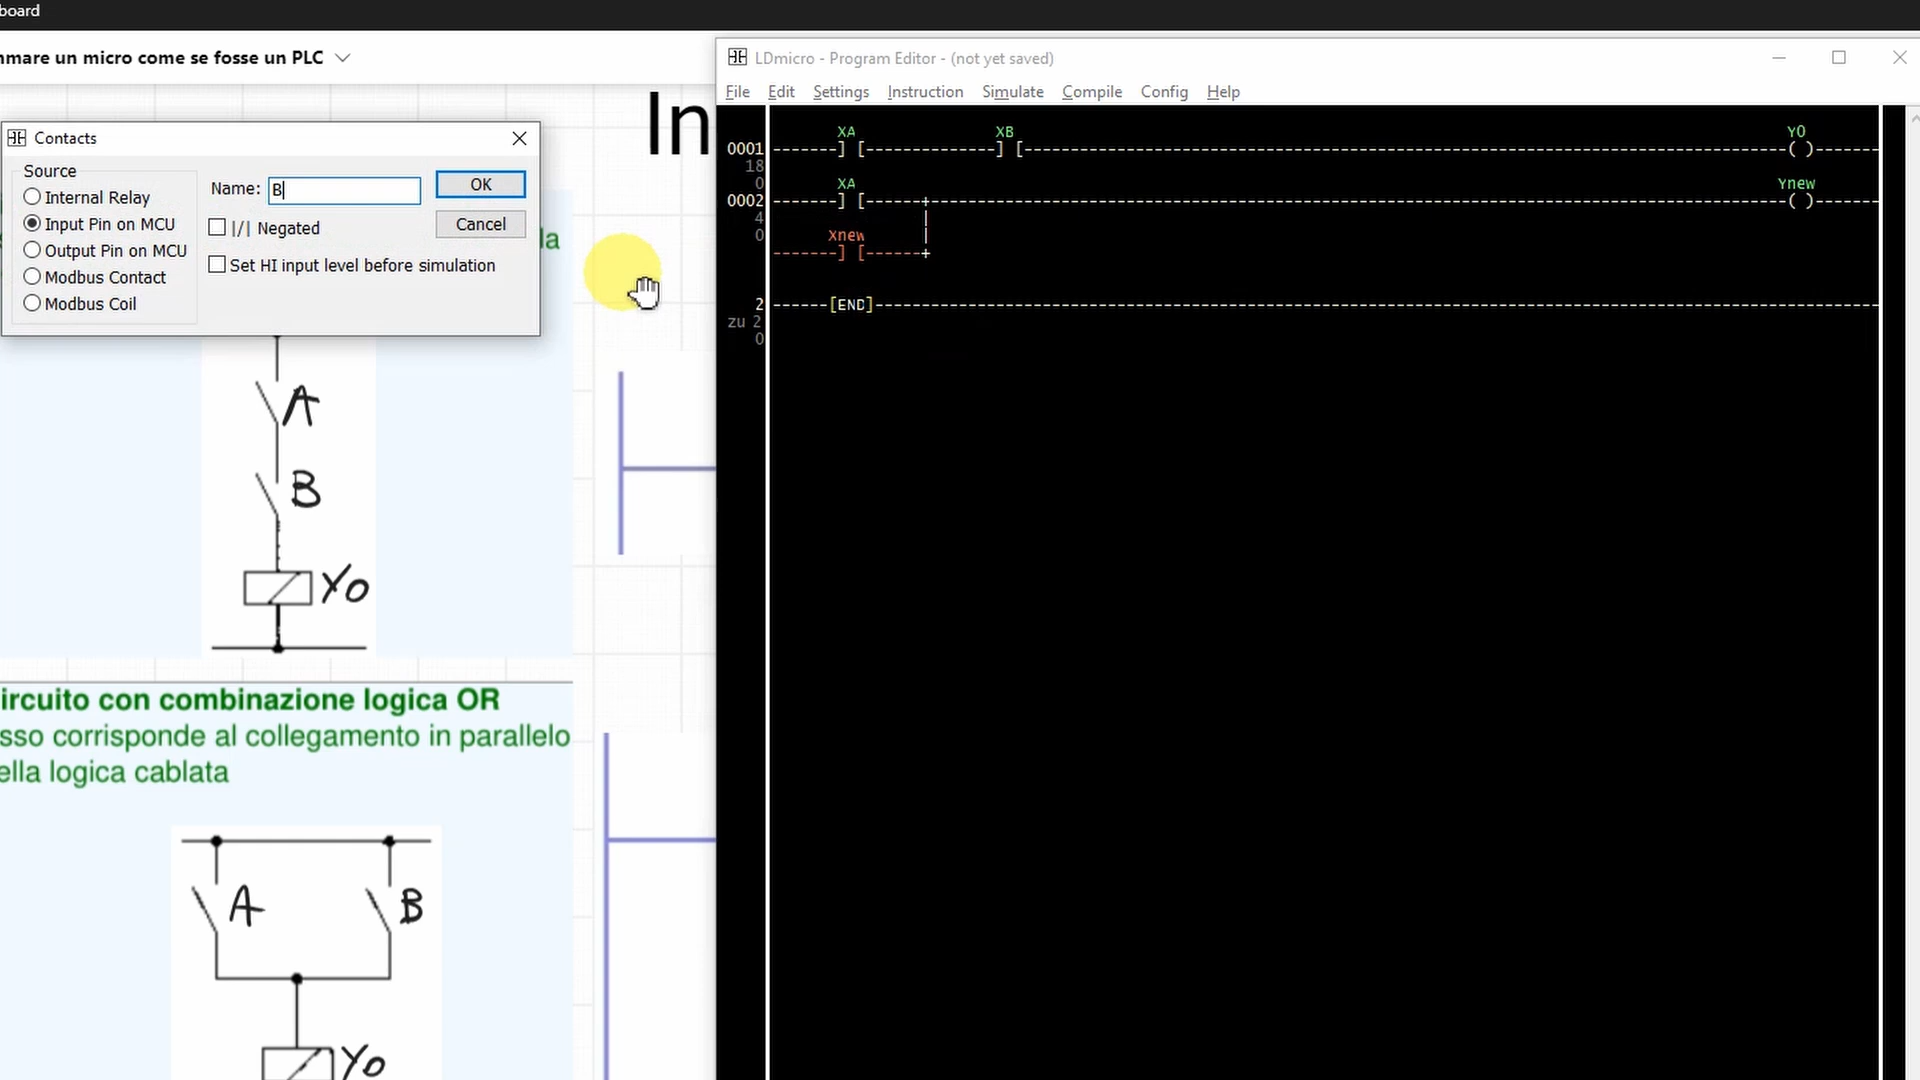 board
mmare un micro come se fosse un PLC
In
Contacts
Source
Internal Relay
Input Pin on MCU
Output Pin on MCU
Modbus Contact
Modbus Coil
Name: B
|/| Negated
Set HI input level before simulation
OK
Cancel
la
A
B
YO
ircuito con combinazione logica OR
sso corrisponde al collegamento in parallelo
ella logica cablata
A
B
YO
LDmicro - Program Editor - (not yet saved)
File Edit Settings Instruction Simulate Compile Config Help
XA XB YO
0001 -------] [--------------] [------( )------
18
0 XA Ynew
0002 -------] [------+------( )------
4 |
0 Xnew |
-------] [------+
2 ------[END]------
zu 2
0